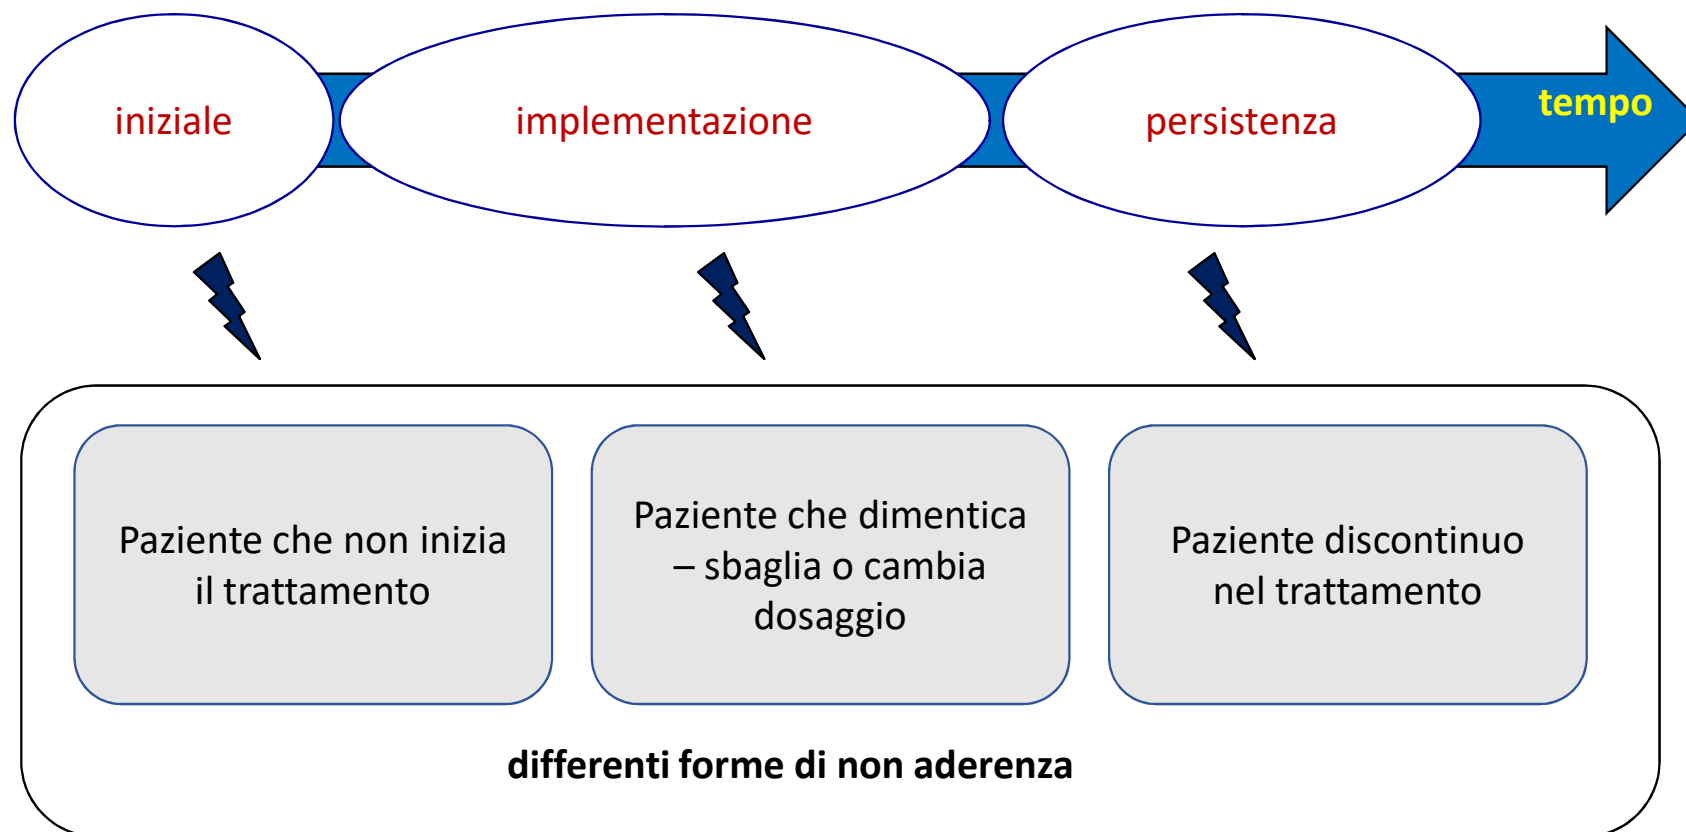 iniziale
implementazione
persistenza
tempo
Paziente che non inizia
il trattamento
Paziente che dimentica
– sbaglia o cambia
dosaggio
Paziente discontinuo
nel trattamento
differenti forme di non aderenza